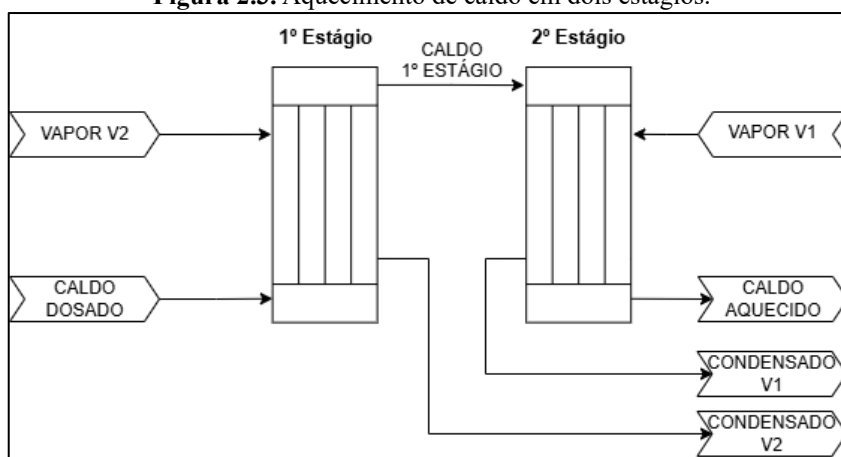 Figura 2.3. Aquecimento de caldo em dois estágios.
1º Estágio
2º Estágio
CALDO
1º ESTÁGIO
VAPOR V2
VAPOR V1
CALDO
DOSADO
CALDO
AQUECIDO
CONDENSADO
V1
CONDENSADO
V2